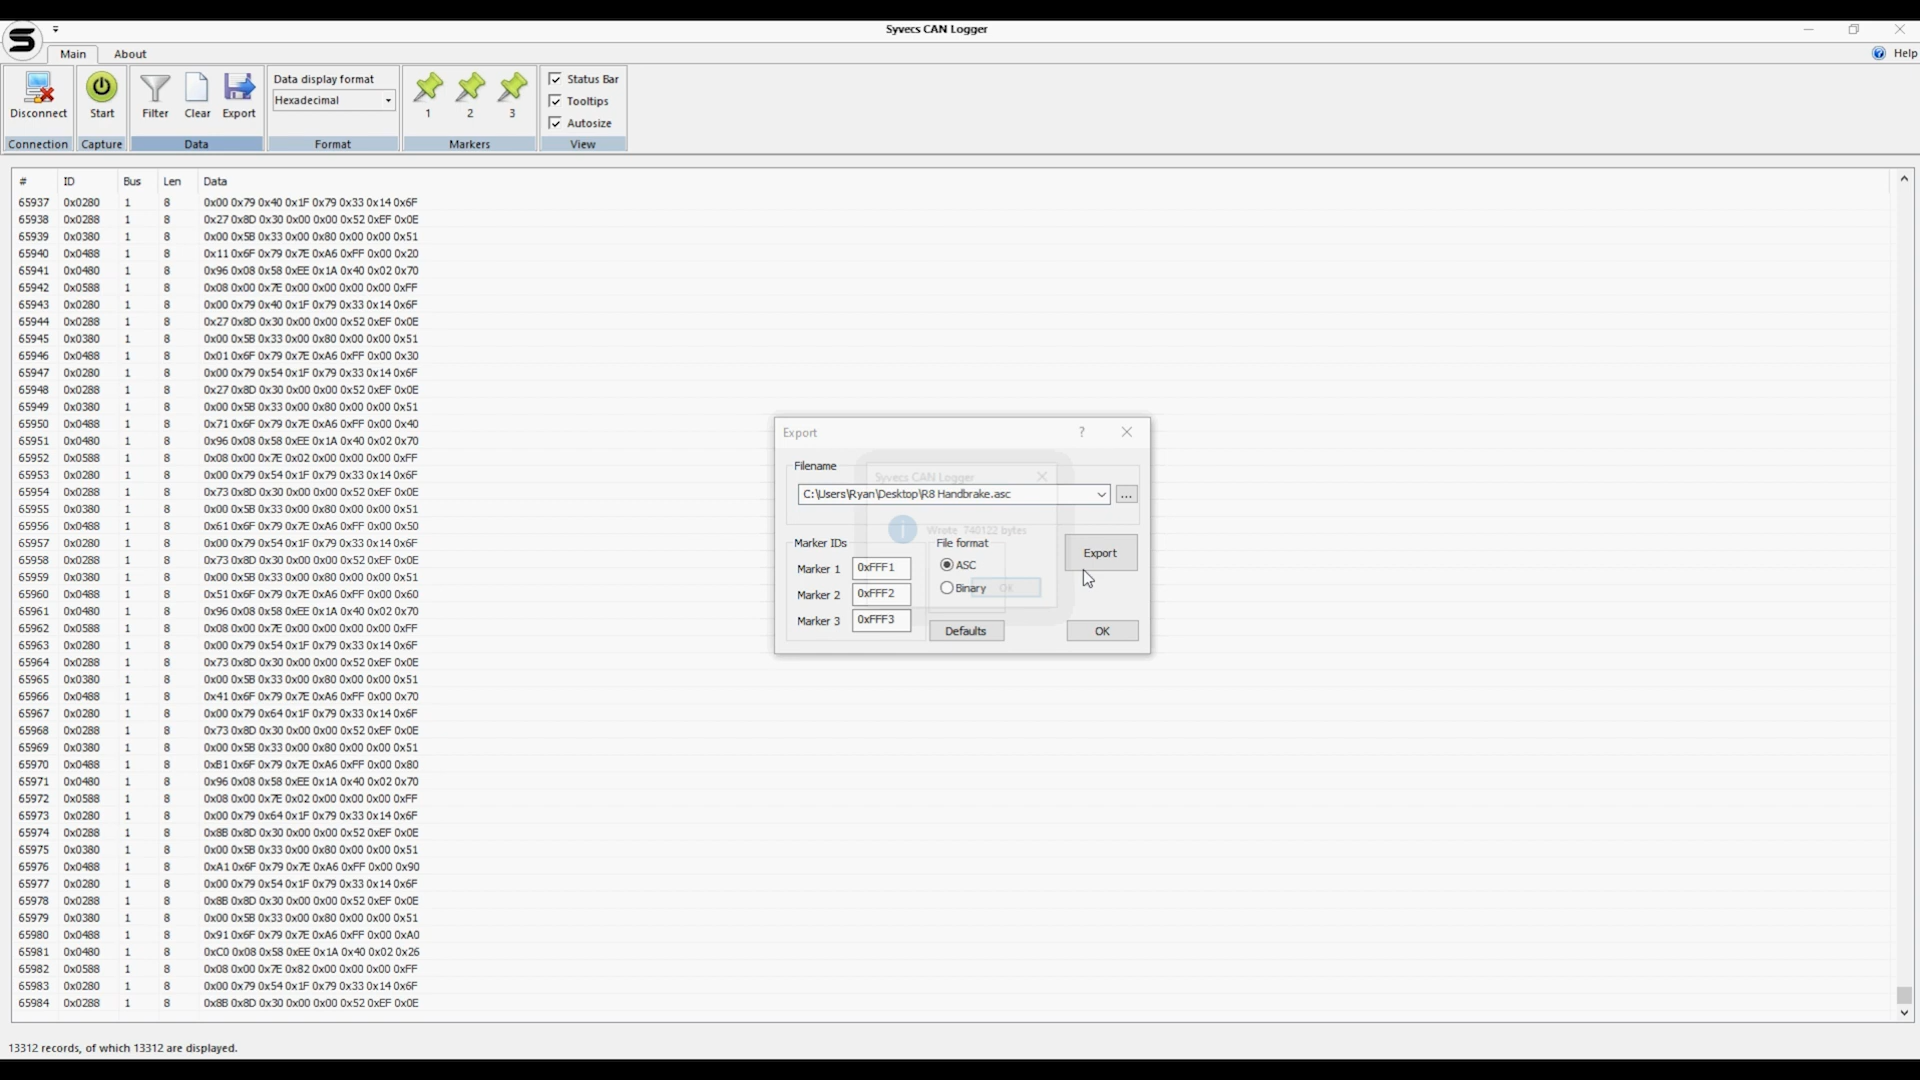 Syvecs CAN Logger
Main About Help
Disconnect Start Filter Clear Export Data display format Hexadecimal 1 2 3 Status Bar Tooltips Autosize
Connection Capture Data Format Markers View
# ID Bus Len Data
65937 0x0280 1 8 0x00 0x79 0x40 0x1F 0x79 0x33 0x14 0x6F
65938 0x0288 1 8 0x27 0x8D 0x30 0x00 0x00 0x52 0xEF 0x0E
65939 0x0380 1 8 0x00 0x5B 0x33 0x00 0x80 0x00 0x00 0x51
65940 0x0488 1 8 0x11 0x6F 0x79 0x7E 0xA6 0xFF 0x00 0x20
65941 0x0480 1 8 0x96 0x08 0x58 0xEE 0x1A 0x40 0x02 0x70
65942 0x0588 1 8 0x08 0x00 0x7E 0x00 0x00 0x00 0x00 0xFF
65943 0x0280 1 8 0x00 0x79 0x40 0x1F 0x79 0x33 0x14 0x6F
65944 0x0288 1 8 0x27 0x8D 0x30 0x00 0x00 0x52 0xEF 0x0E
65945 0x0380 1 8 0x00 0x5B 0x33 0x00 0x80 0x00 0x00 0x51
65946 0x0488 1 8 0x01 0x6F 0x79 0x7E 0xA6 0xFF 0x00 0x30
65947 0x0280 1 8 0x00 0x79 0x54 0x1F 0x79 0x33 0x14 0x6F
65948 0x0288 1 8 0x27 0x8D 0x30 0x00 0x00 0x52 0xEF 0x0E
65949 0x0380 1 8 0x00 0x5B 0x33 0x00 0x80 0x00 0x00 0x51
65950 0x0488 1 8 0x71 0x6F 0x79 0x7E 0xA6 0xFF 0x00 0x40
65951 0x0480 1 8 0x96 0x08 0x58 0xEE 0x1A 0x40 0x02 0x70
65952 0x0588 1 8 0x08 0x00 0x7E 0x02 0x00 0x00 0x00 0xFF
65953 0x0280 1 8 0x00 0x79 0x54 0x1F 0x79 0x33 0x14 0x6F
65954 0x0288 1 8 0x73 0x8D 0x30 0x00 0x00 0x52 0xEF 0x0E
65955 0x0380 1 8 0x00 0x5B 0x33 0x00 0x80 0x00 0x00 0x51
65956 0x0488 1 8 0x61 0x6F 0x79 0x7E 0xA6 0xFF 0x00 0x50
65957 0x0280 1 8 0x00 0x79 0x54 0x1F 0x79 0x33 0x14 0x6F
65958 0x0288 1 8 0x73 0x8D 0x30 0x00 0x00 0x52 0xEF 0x0E
65959 0x0380 1 8 0x00 0x5B 0x33 0x00 0x80 0x00 0x00 0x51
65960 0x0488 1 8 0x51 0x6F 0x79 0x7E 0xA6 0xFF 0x00 0x60
65961 0x0480 1 8 0x96 0x08 0x58 0xEE 0x1A 0x40 0x02 0x70
65962 0x0588 1 8 0x08 0x00 0x7E 0x00 0x00 0x00 0x00 0xFF
65963 0x0280 1 8 0x00 0x79 0x54 0x1F 0x79 0x33 0x14 0x6F
65964 0x0288 1 8 0x73 0x8D 0x30 0x00 0x00 0x52 0xEF 0x0E
65965 0x0380 1 8 0x00 0x5B 0x33 0x00 0x80 0x00 0x00 0x51
65966 0x0488 1 8 0x41 0x6F 0x79 0x7E 0xA6 0xFF 0x00 0x70
65967 0x0280 1 8 0x00 0x79 0x64 0x1F 0x79 0x33 0x14 0x6F
65968 0x0288 1 8 0x73 0x8D 0x30 0x00 0x00 0x52 0xEF 0x0E
65969 0x0380 1 8 0x00 0x5B 0x33 0x00 0x80 0x00 0x00 0x51
65970 0x0488 1 8 0xB1 0x6F 0x79 0x7E 0xA6 0xFF 0x00 0x80
65971 0x0480 1 8 0x96 0x08 0x58 0xEE 0x1A 0x40 0x02 0x70
65972 0x0588 1 8 0x08 0x00 0x7E 0x02 0x00 0x00 0x00 0xFF
65973 0x0280 1 8 0x00 0x79 0x64 0x1F 0x79 0x33 0x14 0x6F
65974 0x0288 1 8 0x8B 0x8D 0x30 0x00 0x00 0x52 0xEF 0x0E
65975 0x0380 1 8 0x00 0x5B 0x33 0x00 0x80 0x00 0x00 0x51
65976 0x0488 1 8 0xA1 0x6F 0x79 0x7E 0xA6 0xFF 0x00 0x90
65977 0x0280 1 8 0x00 0x79 0x54 0x1F 0x79 0x33 0x14 0x6F
65978 0x0288 1 8 0x8B 0x8D 0x30 0x00 0x00 0x52 0xEF 0x0E
65979 0x0380 1 8 0x00 0x5B 0x33 0x00 0x80 0x00 0x00 0x51
65980 0x0488 1 8 0x91 0x6F 0x79 0x7E 0xA6 0xFF 0x00 0xA0
65981 0x0480 1 8 0xC0 0x08 0x58 0xEE 0x1A 0x40 0x02 0x26
65982 0x0588 1 8 0x08 0x00 0x7E 0x82 0x00 0x00 0x00 0xFF
65983 0x0280 1 8 0x00 0x79 0x54 0x1F 0x79 0x33 0x14 0x6F
65984 0x0288 1 8 0x8B 0x8D 0x30 0x00 0x00 0x52 0xEF 0x0E
Export ?
Filename
Syvecs CAN Logger
C:\Users\Ryan\Desktop\R8 Handbrake.asc ...
Wrote 740122 bytes
Marker IDs File format Export
Marker 1 0xFFF1 ASC
Marker 2 0xFFF2 Binary OK
Marker 3 0xFFF3
Defaults OK
13312 records, of which 13312 are displayed.